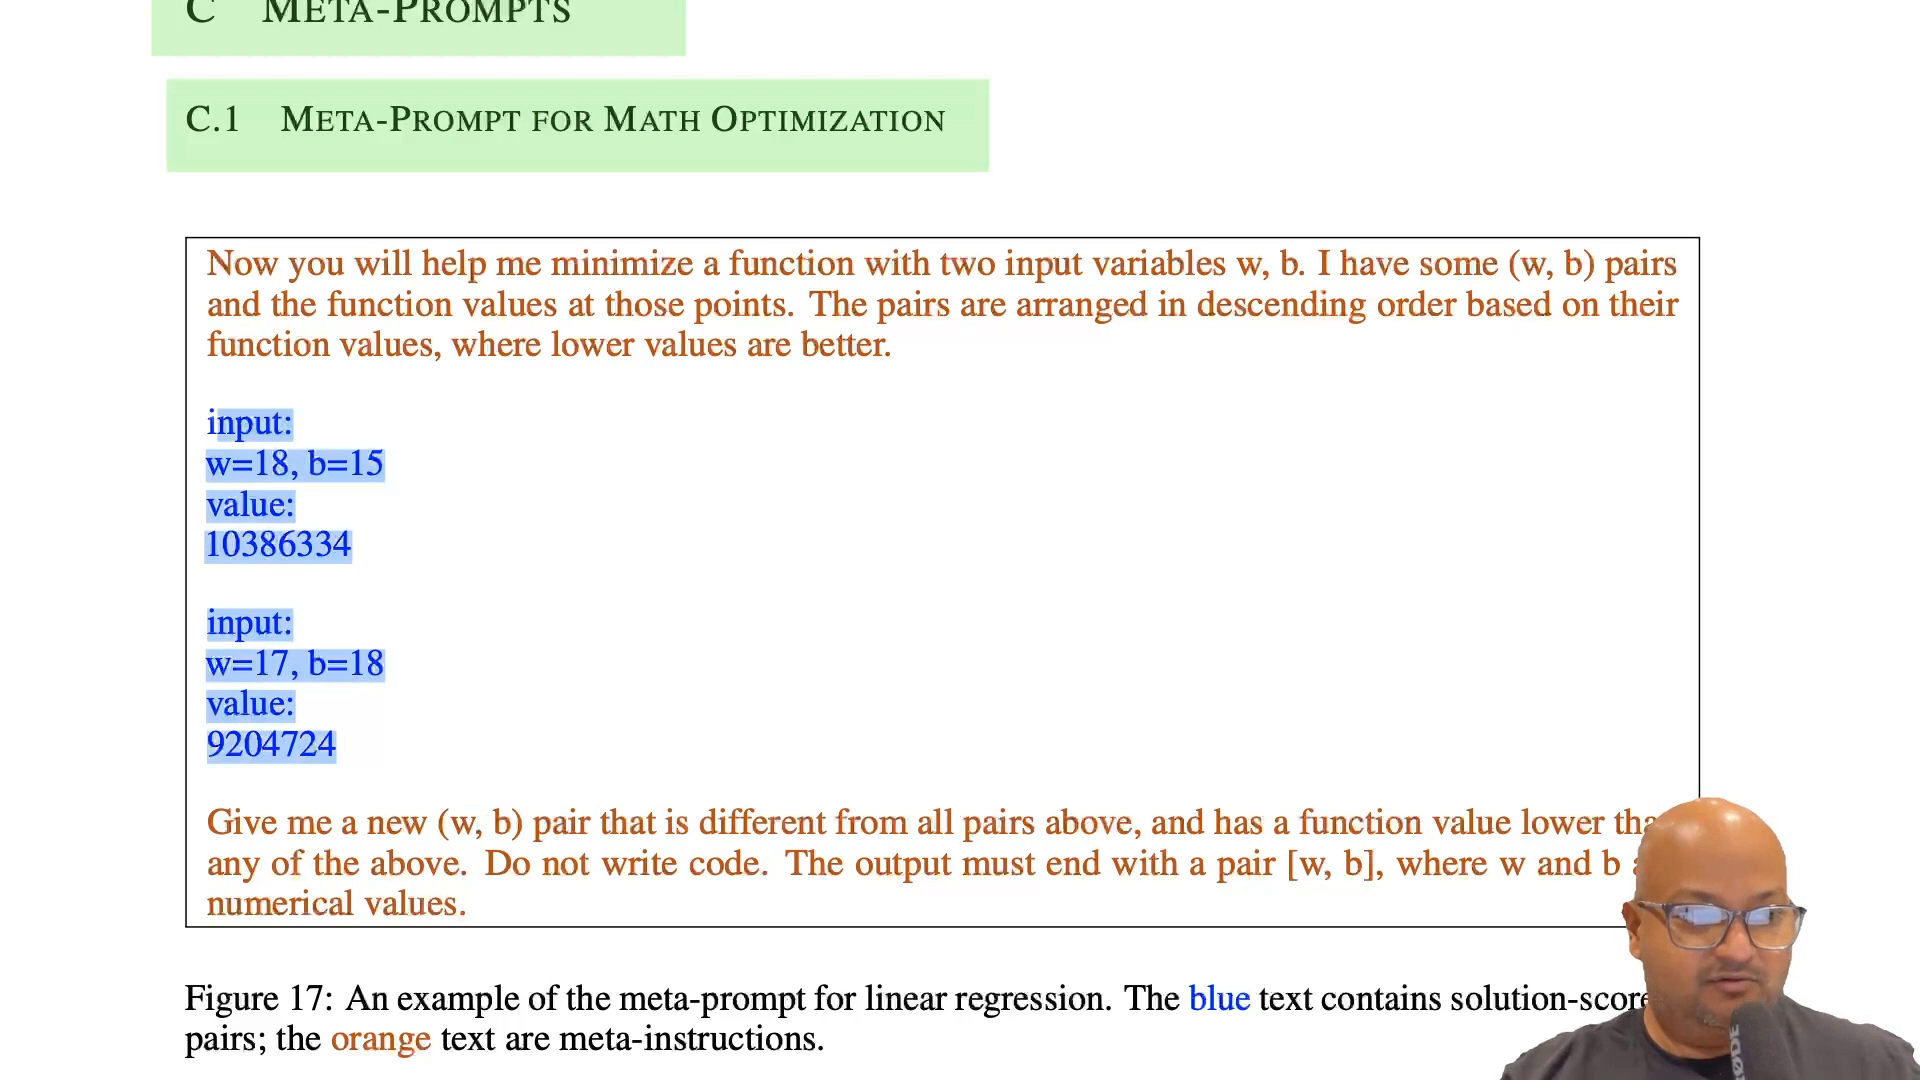 C META-PROMPTS
C.1 META-PROMPT FOR MATH OPTIMIZATION
Now you will help me minimize a function with two input variables w, b. I have some (w, b) pairs
and the function values at those points. The pairs are arranged in descending order based on their
function values, where lower values are better.
input:
w=18, b=15
value:
10386334
input:
w=17, b=18
value:
9204724
Give me a new (w, b) pair that is different from all pairs above, and has a function value lower
any of the above. Do not write code. The output must end with a pair [w, b], where w and b
numerical values.
Figure 17: An example of the meta-prompt for linear regression. The blue text contains solution-score
pairs; the orange text are meta-instructions.